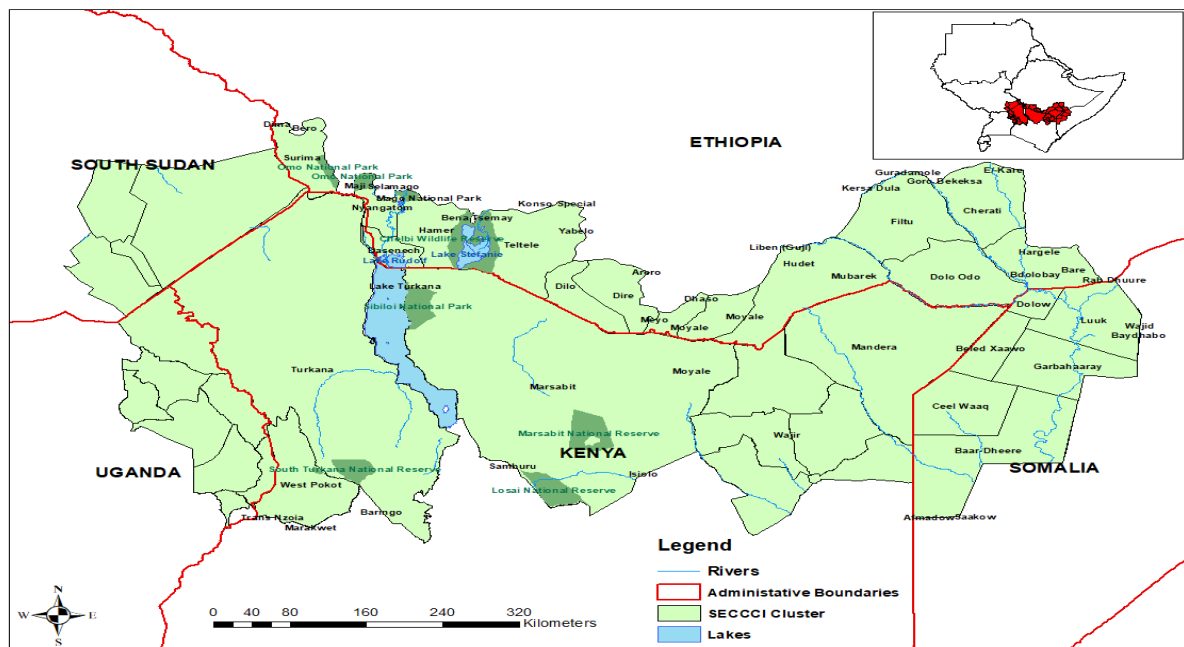 ETHIOPIA
SOUTH SUDAN
Dima
Bero
Surima
Omo National Park
Omo National Park
Maji
Selamago
Mago National Park
Nyangatom
Bena Tsemay
Konso Special
Hamer
Chelbi Wildlife Reserve
Yabelo
Teltele
Dasenech
Lake Rudolf
Lake Stefanie
Lake Turkana
Sibiloi National Park
Dilo
Arero
Dire
Meyo
Dhaso
Moyale
Moyale
Liben (Guji)
Hudet
Mubarek
Guradamole
Goro Bekeksa
Kersa Dula
El-Kare
Filtu
Cherati
Dolo Odo
Hargele
Bare
Bdolobay
Rab Dhuure
Dolow
Luuk
Wajid
Baydhabo
Beled Xaawo
Garbahaaray
Mandera
Turkana
Marsabit
Moyale
Ceel Waaq
Marsabit National Reserve
Wajir
KENYA
Baar-Dheere
SOMALIA
UGANDA
South Turkana National Reserve
West Pokot
Samburu
Isiolo
Losai National Reserve
Trans Nzoia
Marakwet
Baringo
Afmadow
Saakow
Legend
Rivers
Administative Boundaries
SECCCI Cluster
Lakes
N
W
E
S
0 40 80 160 240 320
Kilometers